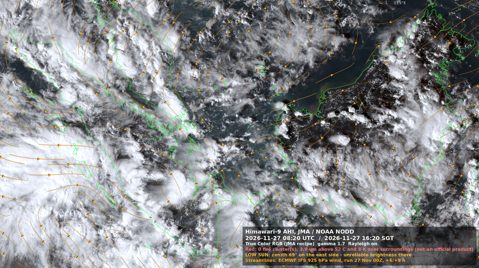 Himawari-9 AHI, JMA / NOAA NODD
2026-11-27 08:20 UTC / 2026-11-27 16:20 SGT
True Color RGB (JMA recipe) gamma 1.7 Rayleigh on
LOW SUN: zenith 69° on the east side - unreliable brightness there
Streamlines: ECMWF IFS 925 hPa wind, run 27 Nov 00Z, +6..+9 h